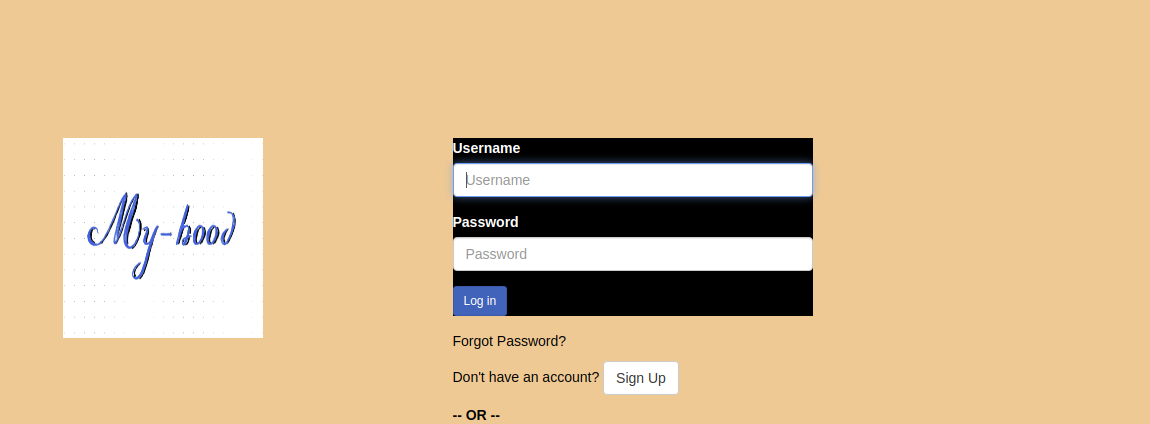 My-hood
Username
Username
Password
Password
Log in
Forgot Password?
Don't have an account? Sign Up
-- OR --